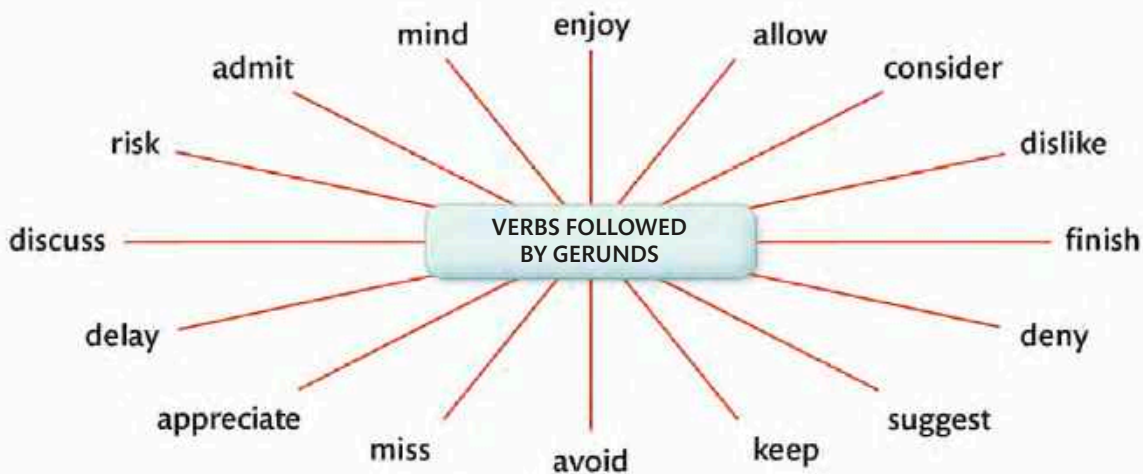 enjoy
mind
allow
admit
consider
risk
dislike
VERBS FOLLOWED
BY GERUNDS
discuss
finish
delay
deny
appreciate
suggest
miss
keep
avoid